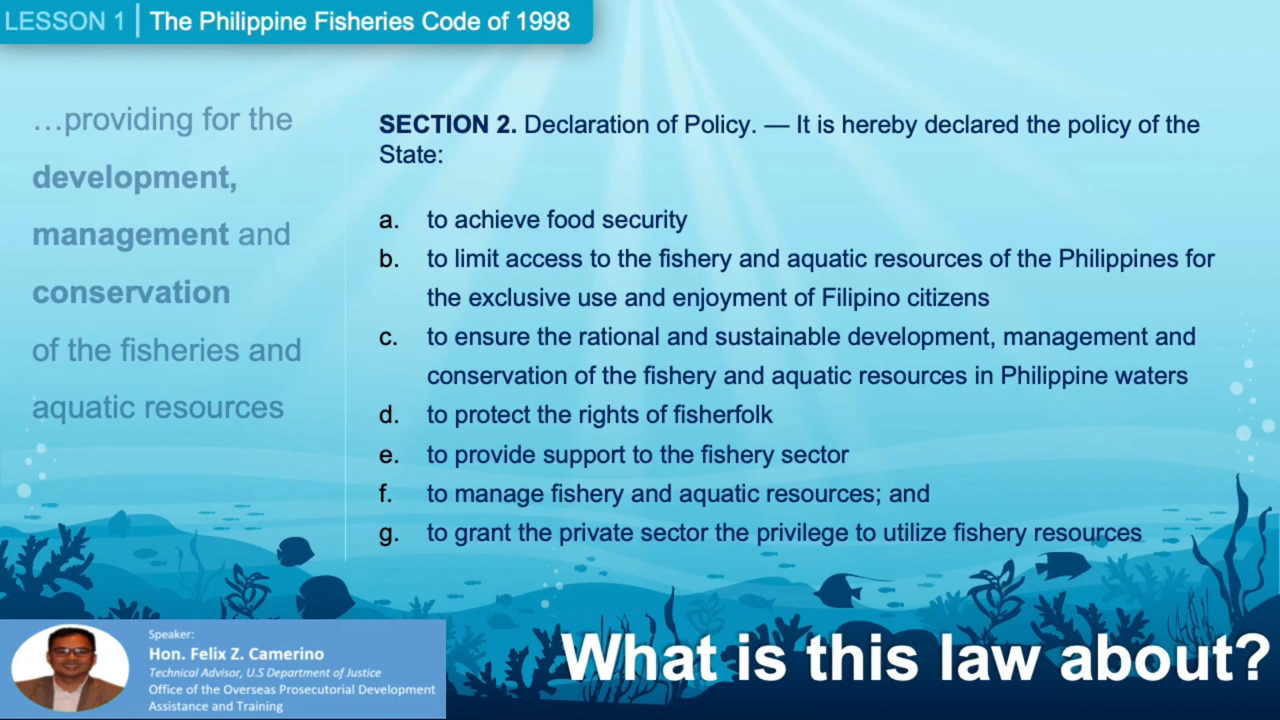 LESSON 1 | The Philippine Fisheries Code of 1998
…providing for the
development,
management and
conservation
of the fisheries and
aquatic resources
SECTION 2. Declaration of Policy. — It is hereby declared the policy of the
State:
a. to achieve food security
b. to limit access to the fishery and aquatic resources of the Philippines for
the exclusive use and enjoyment of Filipino citizens
c. to ensure the rational and sustainable development, management and
conservation of the fishery and aquatic resources in Philippine waters
d. to protect the rights of fisherfolk
e. to provide support to the fishery sector
f. to manage fishery and aquatic resources; and
g. to grant the private sector the privilege to utilize fishery resources
Speaker:
Hon. Felix Z. Camerino
Technical Advisor, U.S Department of Justice
Office of the Overseas Prosecutorial Development
Assistance and Training
What is this law about?